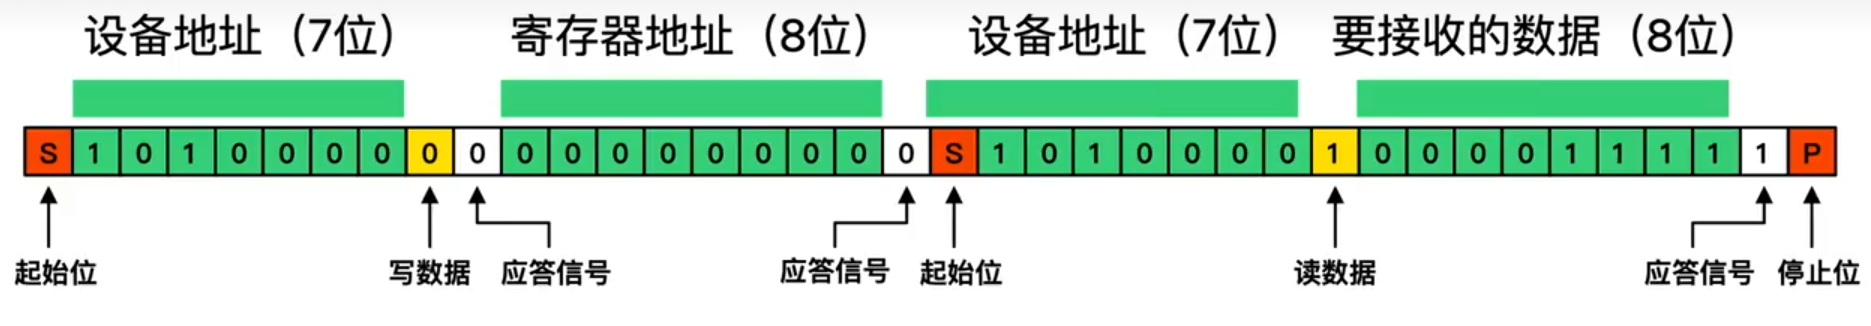 设备地址（7位） 寄存器地址（8位） 设备地址（7位） 要接收的数据（8位）
S 1 0 1 0 0 0 0 0 0 0 0 0 0 0 0 0 0 0 S 1 0 1 0 0 0 0 1 0 0 0 0 1 1 1 1 1 P
起始位 写数据 应答信号 应答信号 起始位 读数据 应答信号 停止位